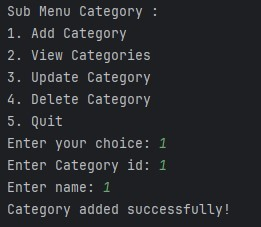 Sub Menu Category :
1. Add Category
2. View Categories
3. Update Category
4. Delete Category
5. Quit
Enter your choice: 1
Enter Category id: 1
Enter name: 1
Category added successfully!